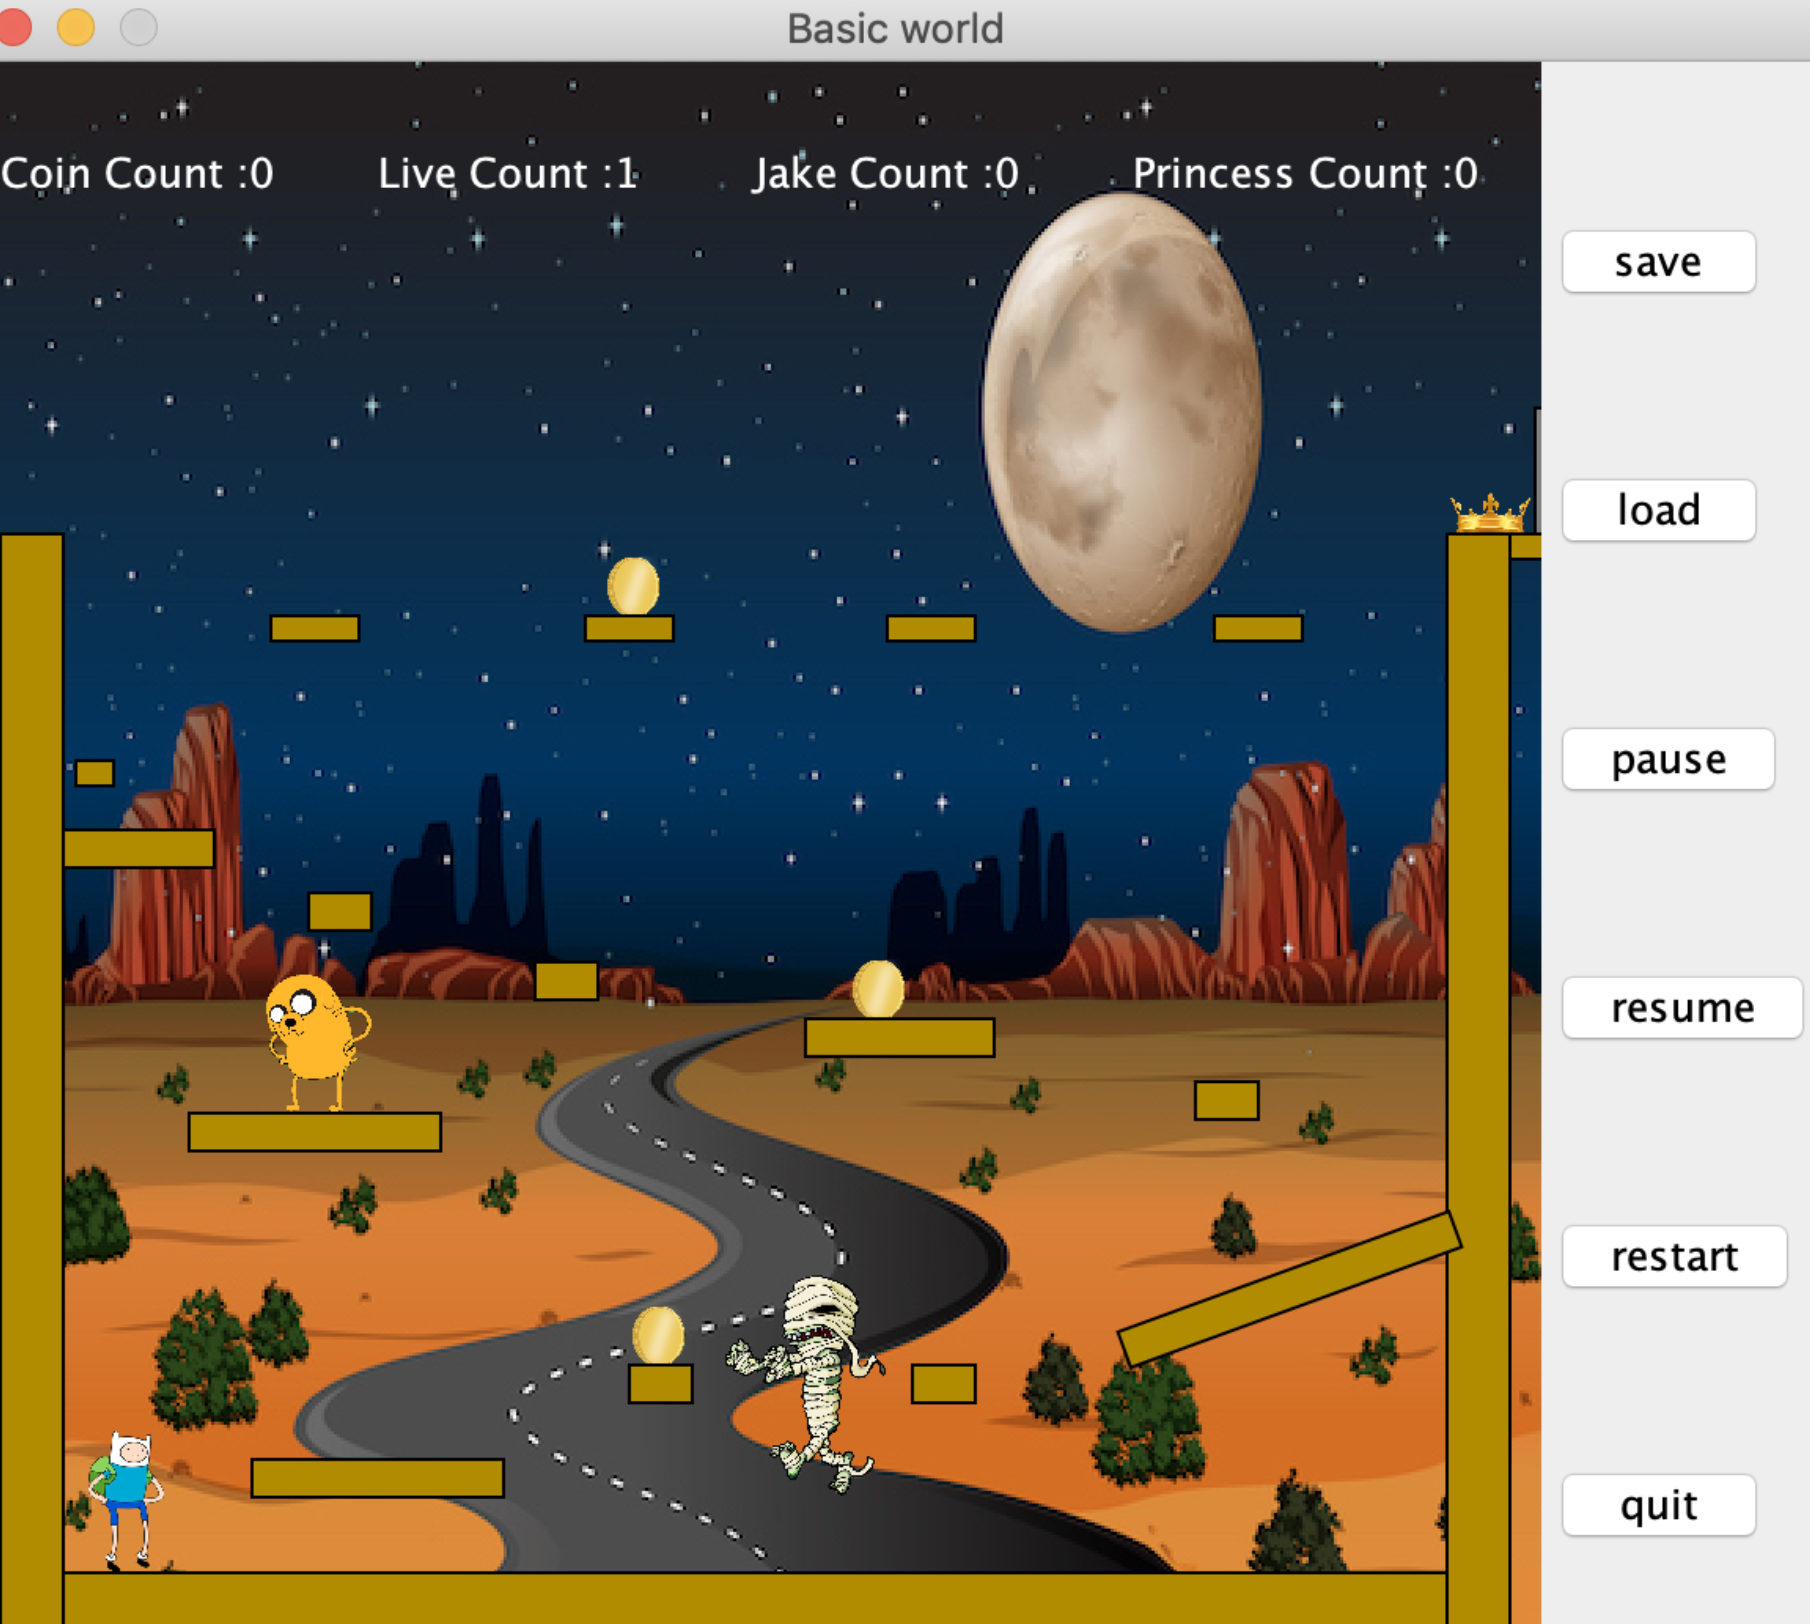 Basic world
Coin Count :0 Live Count :1 Jake Count :0 Princess Count :0
save
load
pause
resume
restart
quit